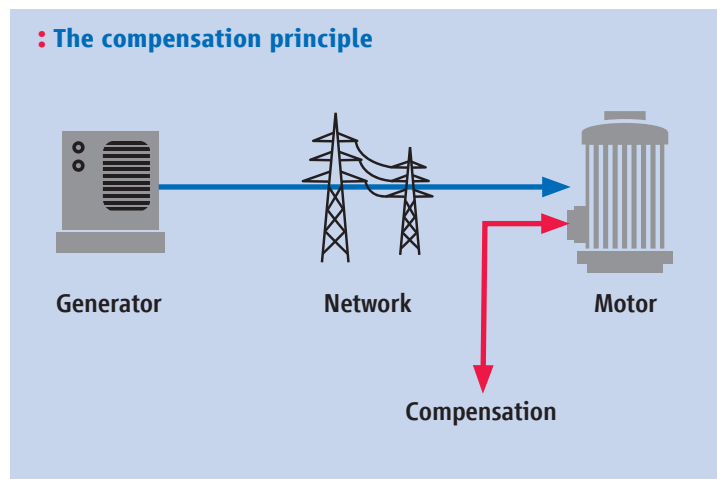 : The compensation principle
Generator
Network
Motor
Compensation